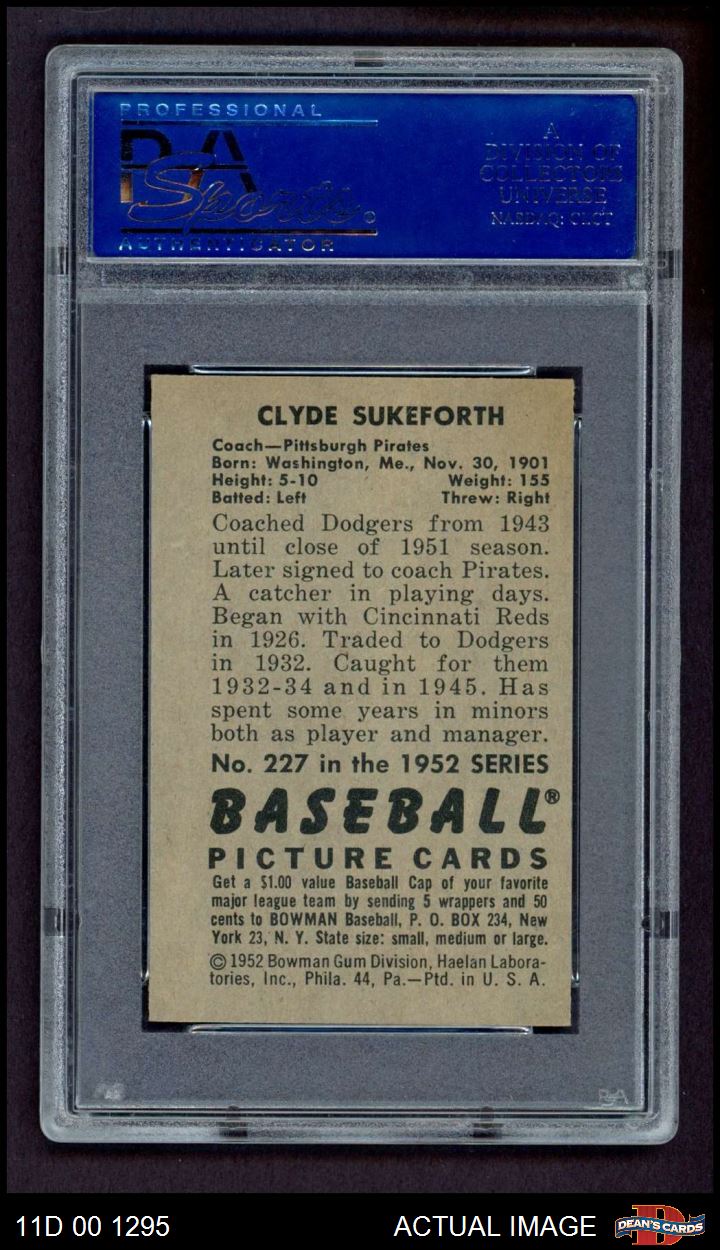 PROFESSIONAL
PSA
Sports
AUTHENTICATOR
A
DIVISION OF
COLLECTORS
UNIVERSE
NASDAQ: CLCT
CLYDE SUKEFORTH
Coach—Pittsburgh Pirates
Born: Washington, Me., Nov. 30, 1901
Height: 5-10 Weight: 155
Batted: Left Threw: Right
Coached Dodgers from 1943
until close of 1951 season.
Later signed to coach Pirates.
A catcher in playing days.
Began with Cincinnati Reds
in 1926. Traded to Dodgers
in 1932. Caught for them
1932-34 and in 1945. Has
spent some years in minors
both as player and manager.
No. 227 in the 1952 SERIES
BASEBALL®
PICTURE CARDS
Get a $1.00 value Baseball Cap of your favorite
major league team by sending 5 wrappers and 50
cents to BOWMAN Baseball, P. O. BOX 234, New
York 23, N. Y. State size: small, medium or large.
© 1952 Bowman Gum Division, Haelan Labora-
tories, Inc., Phila. 44, Pa.—Ptd. in U. S. A.
PSA
11D 00 1295 ACTUAL IMAGE D DEAN'S CARDS